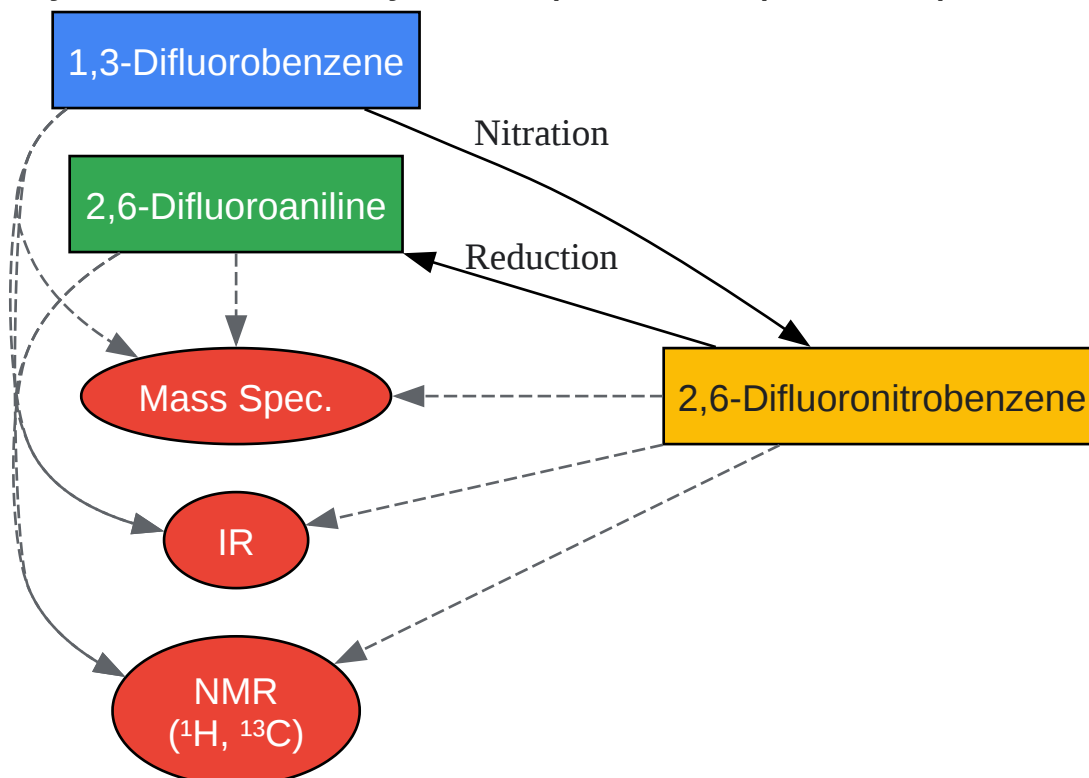 1,3-Difluorobenzene
Nitration
2,6-Difluoroaniline
Reduction
Mass Spec.
2,6-Difluoronitrobenzene
IR
NMR
(¹H, ¹³C)